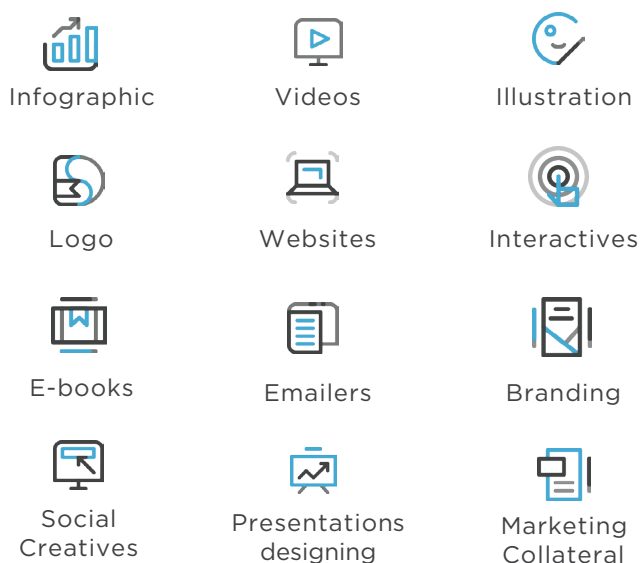 Infographic
Videos
Illustration
Logo
Websites
Interactives
E-books
Emailers
Branding
Social
Creatives
Presentations
designing
Marketing
Collateral